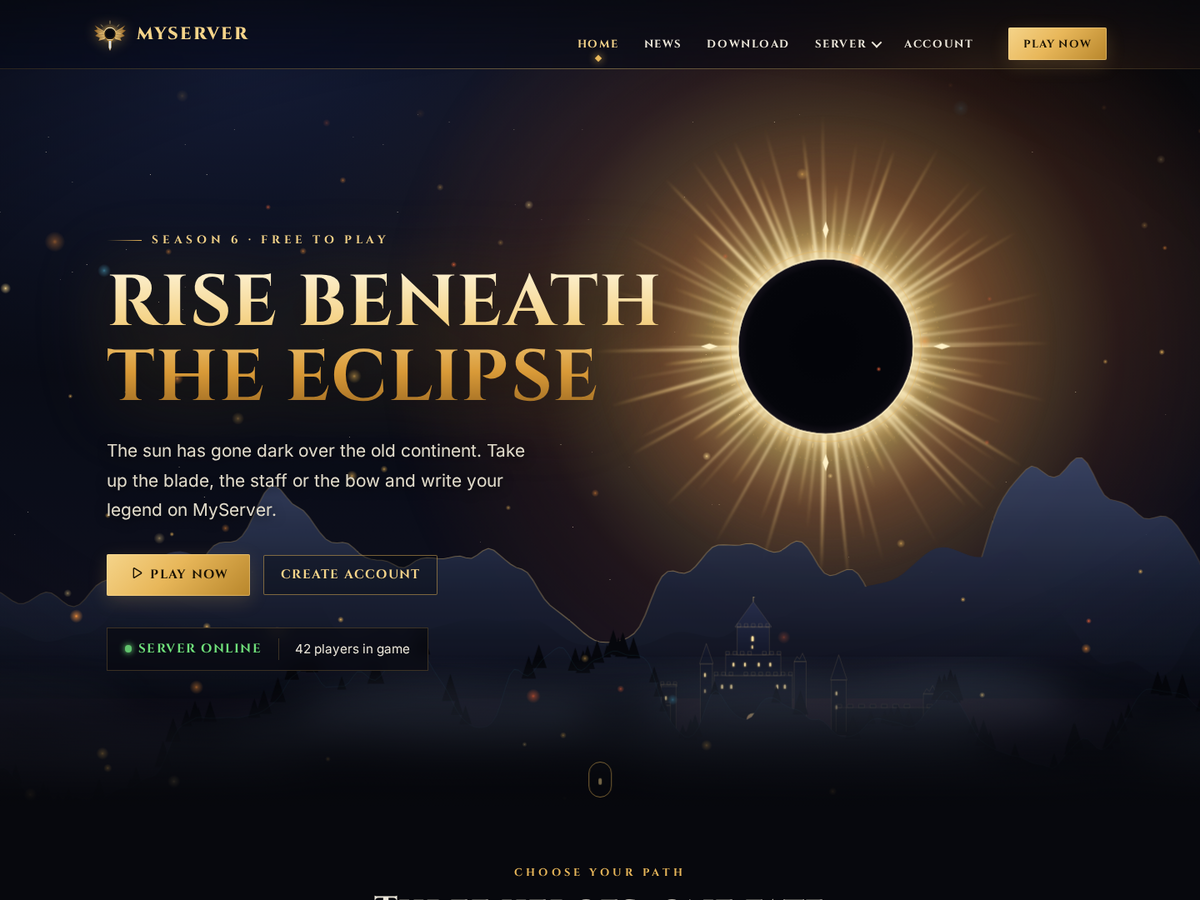 MYSERVER
HOME NEWS DOWNLOAD SERVER ACCOUNT PLAY NOW
SEASON 6 · FREE TO PLAY
RISE BENEATH
THE ECLIPSE
The sun has gone dark over the old continent. Take
up the blade, the staff or the bow and write your
legend on MyServer.
PLAY NOW CREATE ACCOUNT
SERVER ONLINE 42 players in game
CHOOSE YOUR PATH